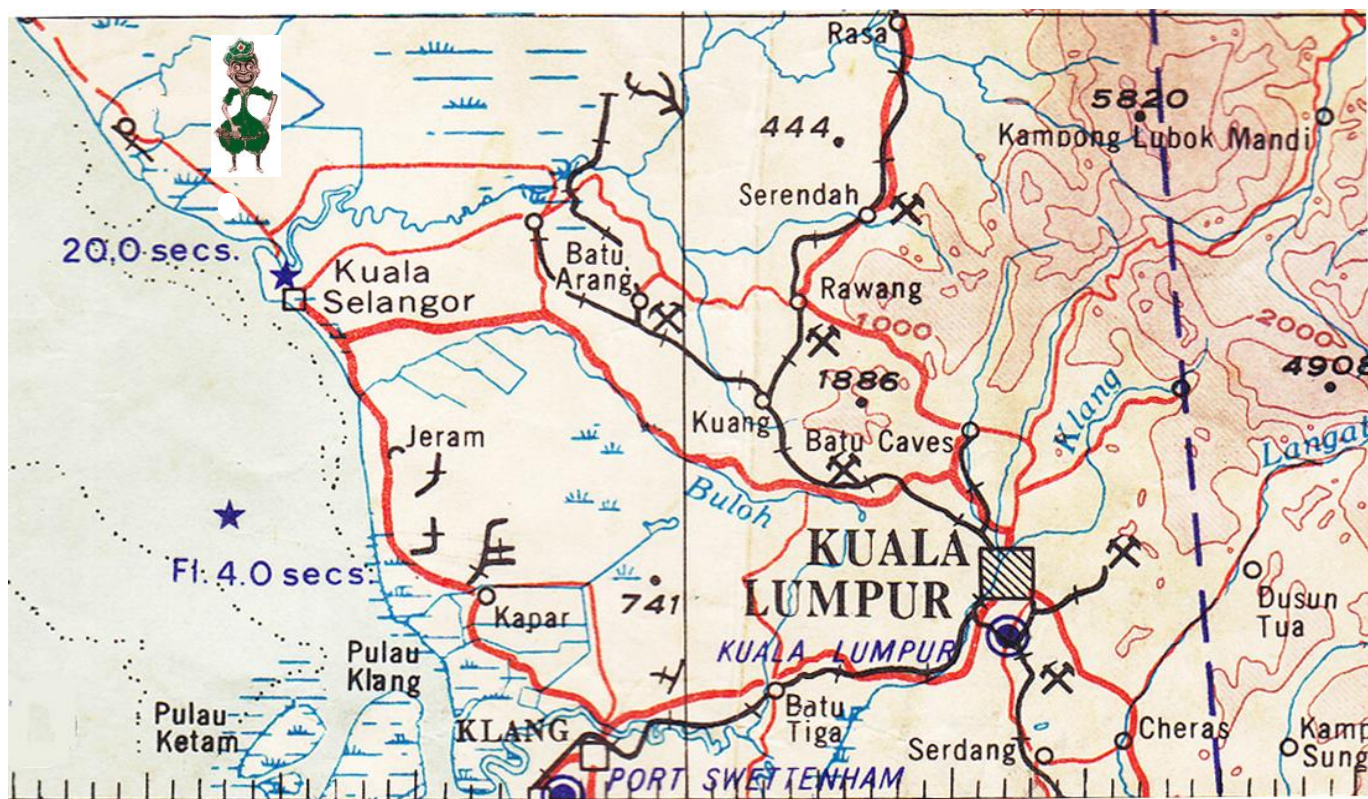 Rasa
5820
Kampong Lubok Mandi
444
Serendah
20.0 secs.
Kuala
Selangor
Batu
Arang
Rawang
1000
2000
4908
1886
Kuang
Batu Caves
Klang
Langat
Jeram
Buloh
KUALA
LUMPUR
Fl. 4.0 secs.
741
Kapar
Dusun
Tua
KUALA LUMPUR
Pulau
Klang
Pulau
Ketam
KLANG
Batu
Tiga
Serdang
Cheras
Kamp
Sung
PORT SWETTENHAM